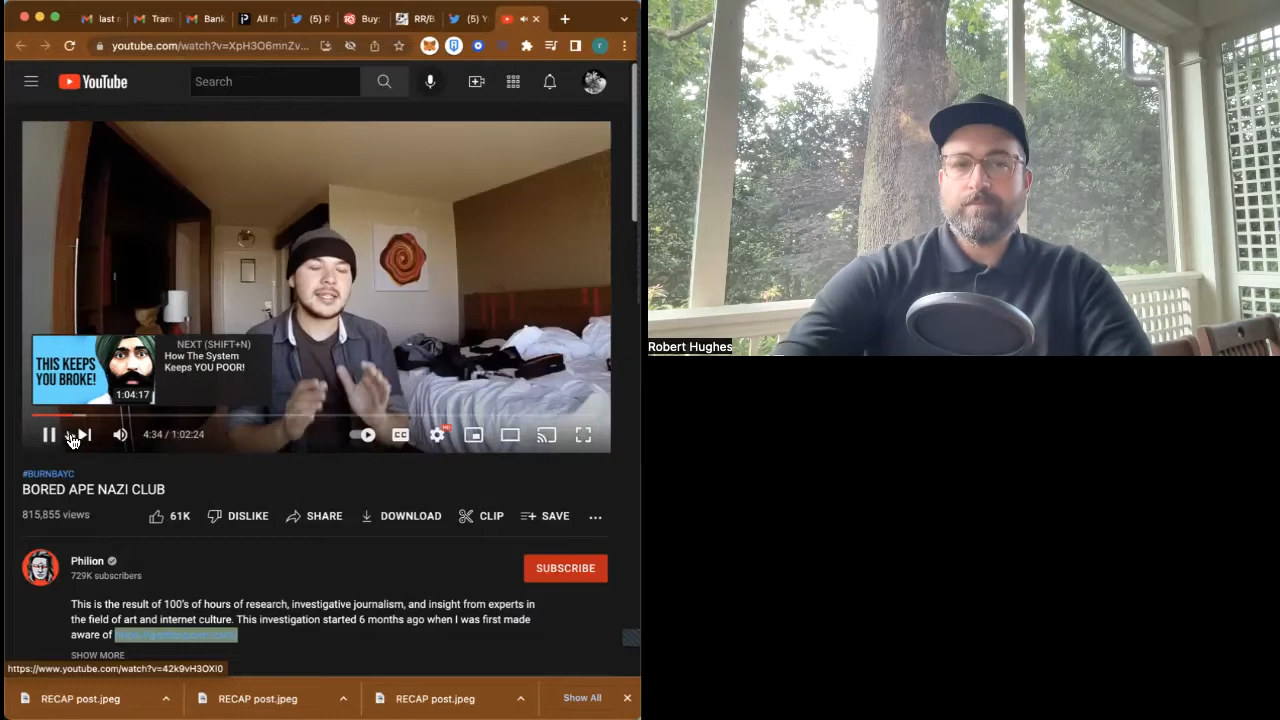 last r
Tran
Bank
All m
(5) R
Buy:
RR/B
(5) Y
youtube.com/watch?v=XpH3O6mnZv...
r
YouTube
Search
NEXT (SHIFT+N)
How The System
Keeps YOU POOR!
THIS KEEPS
YOU BROKE!
1:04:17
4:34 / 1:02:24
CC
HD
#BURNBAYC
BORED APE NAZI CLUB
815,855 views
61K
DISLIKE
SHARE
DOWNLOAD
CLIP
SAVE
Philion
729K subscribers
SUBSCRIBE
This is the result of 100's of hours of research, investigative journalism, and insight from experts in
the field of art and internet culture. This investigation started 6 months ago when I was first made
aware of
SHOW MORE
https://www.youtube.com/watch?v=42k9vH3OXl0
RECAP post.jpeg
RECAP post.jpeg
RECAP post.jpeg
Show All
Robert Hughes